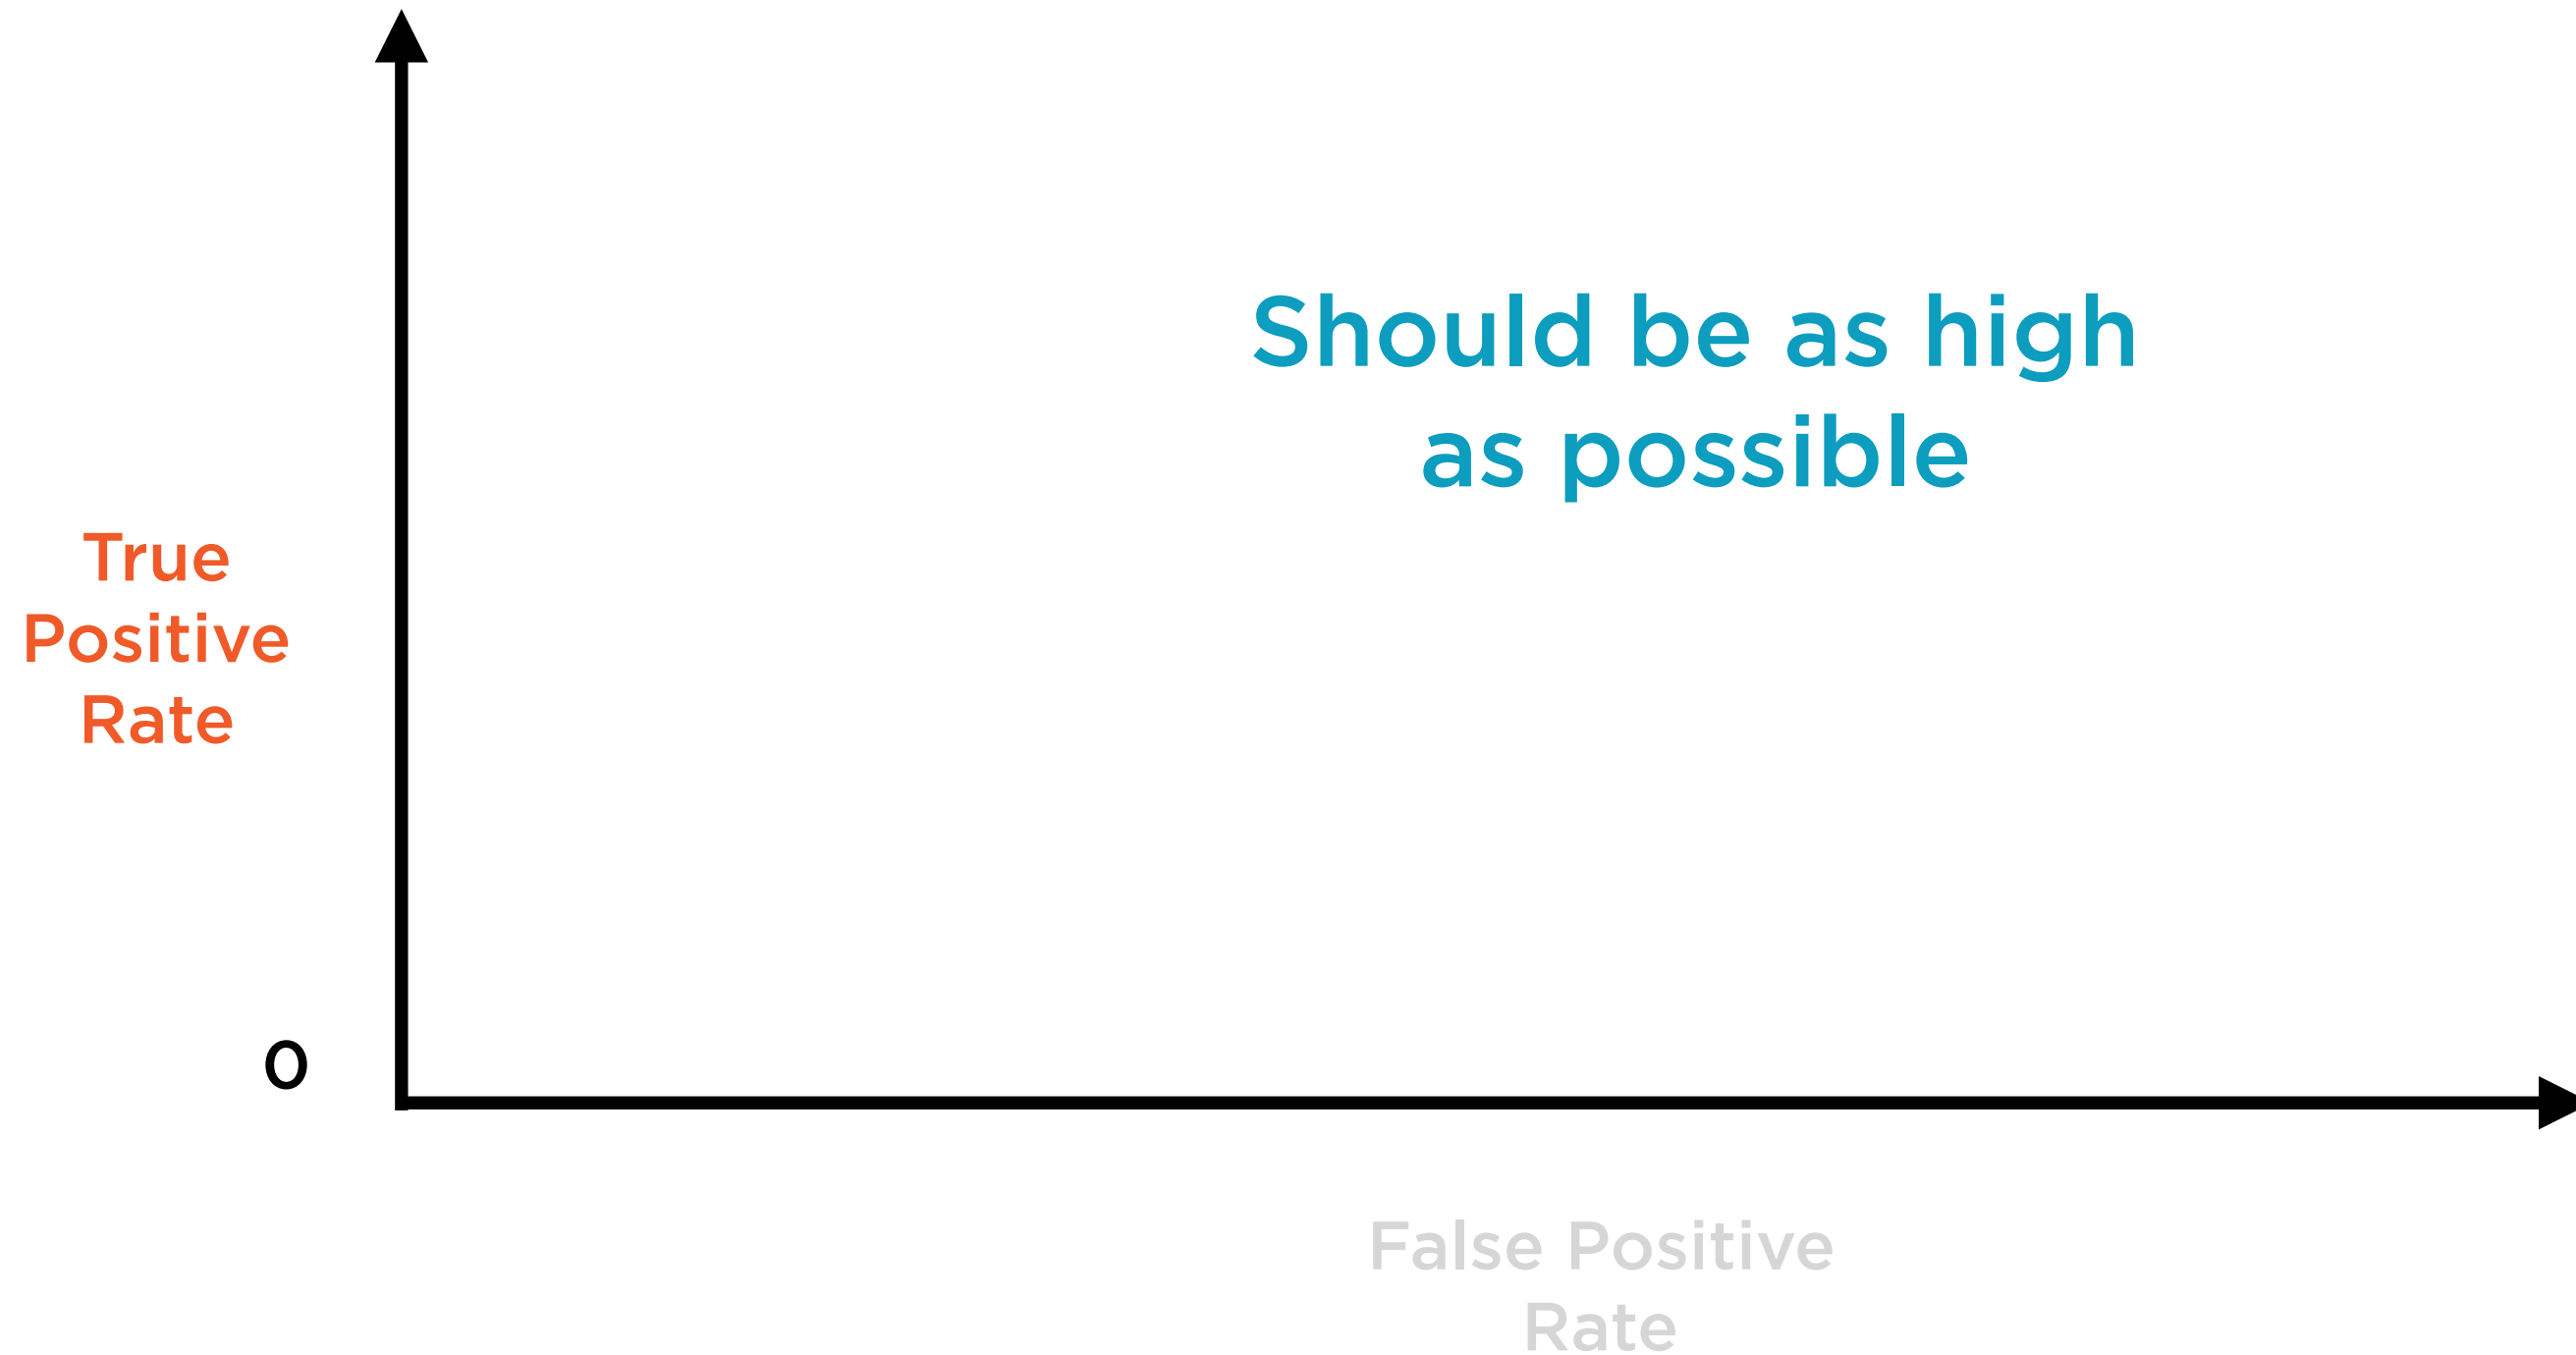 Should be as high
as possible
True
Positive
Rate
0
False Positive
Rate